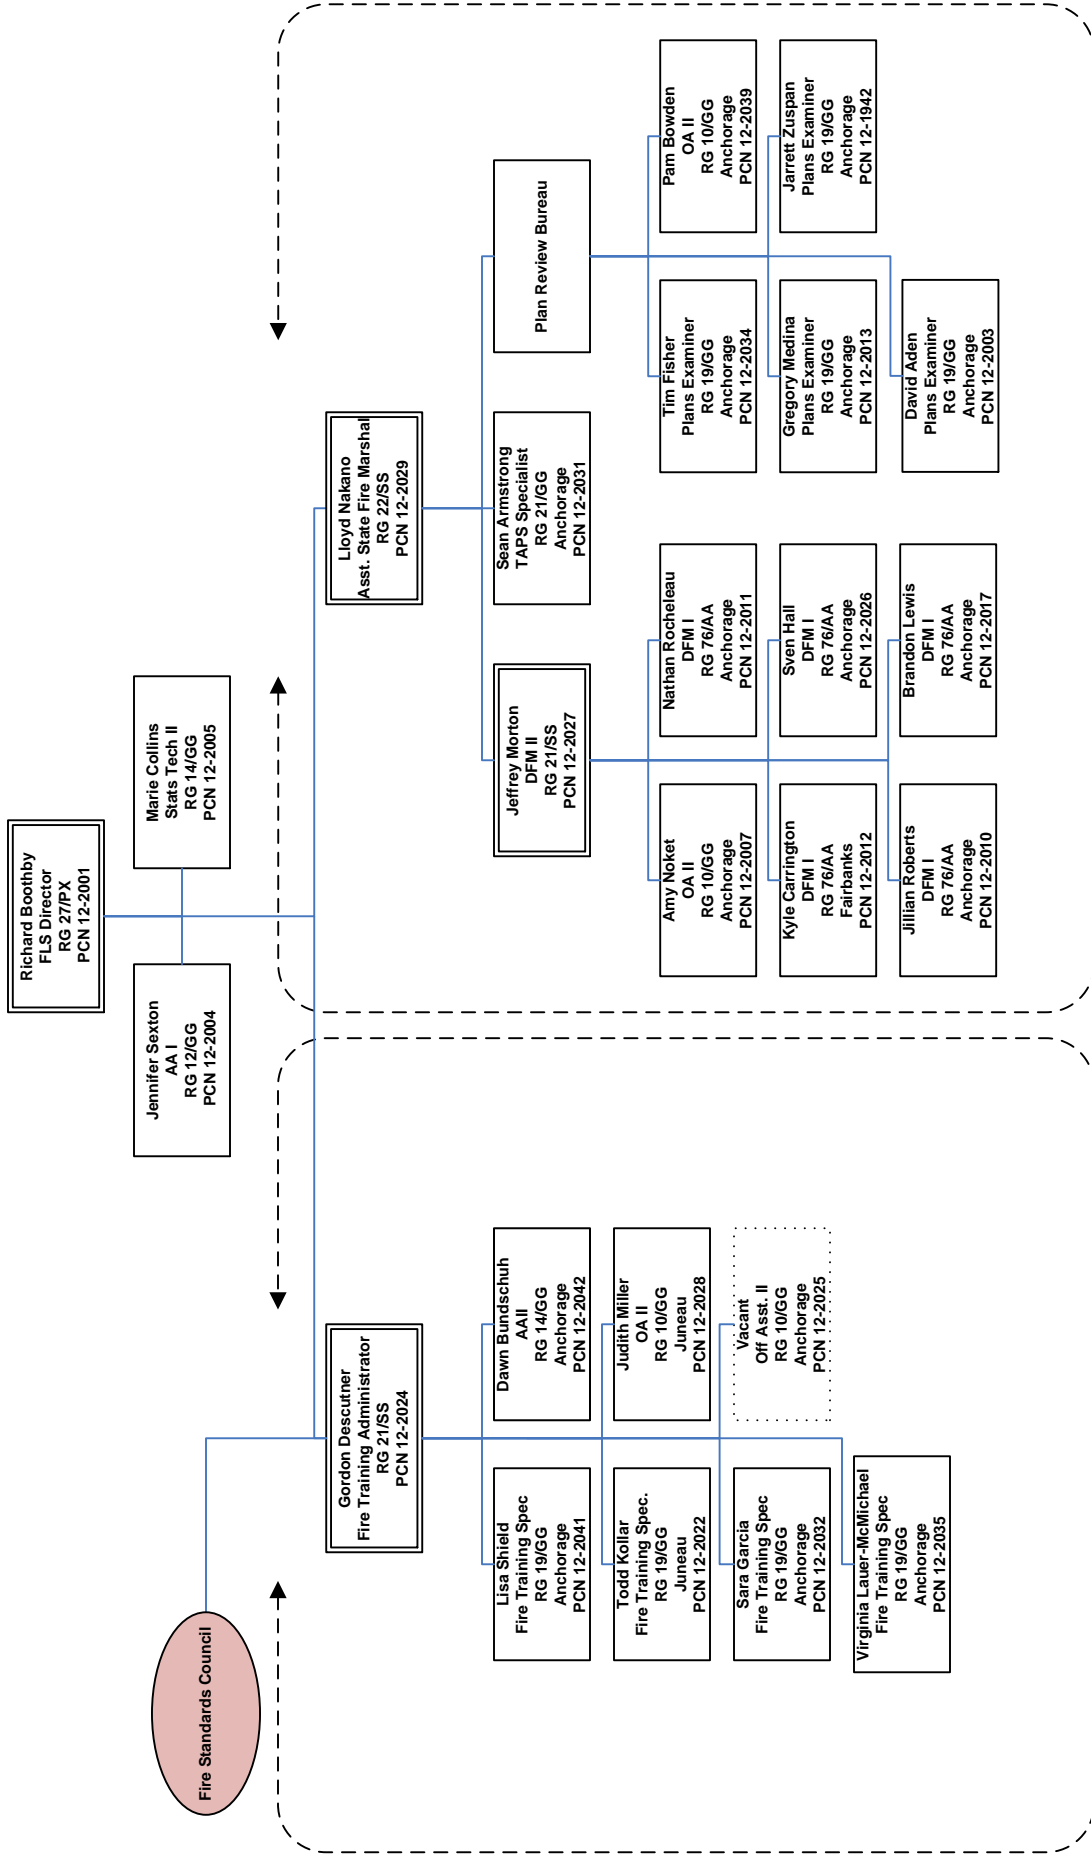 Richard Boothby
FLS Director
RG 27/PX
PCN 12-2001
Jennifer Sexton
AA I
RG 12/GG
PCN 12-2004
Marie Collins
Stats Tech II
RG 14/GG
PCN 12-2005
Fire Standards Council
Gordon Descutner
Fire Training Administrator
RG 21/SS
PCN 12-2024
Lisa Shield
Fire Training Spec
RG 19/GG
Anchorage
PCN 12-2041
Dawn Bundschuh
AAII
RG 14/GG
Anchorage
PCN 12-2042
Todd Kollar
Fire Training Spec.
RG 19/GG
Juneau
PCN 12-2022
Judith Miller
OA II
RG 10/GG
Juneau
PCN 12-2028
Sara Garcia
Fire Training Spec
RG 19/GG
Anchorage
PCN 12-2032
Vacant
Off Asst. II
RG 10/GG
Anchorage
PCN 12-2025
Virginia Lauer-McMichael
Fire Training Spec
RG 19/GG
Anchorage
PCN 12-2035
Lloyd Nakano
Asst. State Fire Marshal
RG 22/SS
PCN 12-2029
Jeffrey Morton
DFM II
RG 21/SS
PCN 12-2027
Sean Armstrong
TAPS Specialist
RG 21/GG
Anchorage
PCN 12-2031
Plan Review Bureau
Amy Noket
OA II
RG 10/GG
Anchorage
PCN 12-2007
Nathan Rocheleau
DFM I
RG 76/AA
Anchorage
PCN 12-2011
Kyle Carrington
DFM I
RG 76/AA
Fairbanks
PCN 12-2012
Sven Hall
DFM I
RG 76/AA
Anchorage
PCN 12-2026
Jillian Roberts
DFM I
RG 76/AA
Anchorage
PCN 12-2010
Brandon Lewis
DFM I
RG 76/AA
Anchorage
PCN 12-2017
Tim Fisher
Plans Examiner
RG 19/GG
Anchorage
PCN 12-2034
Pam Bowden
OA II
RG 10/GG
Anchorage
PCN 12-2039
Gregory Medina
Plans Examiner
RG 19/GG
Anchorage
PCN 12-2013
Jarrett Zuspan
Plans Examiner
RG 19/GG
Anchorage
PCN 12-1942
David Aden
Plans Examiner
RG 19/GG
Anchorage
PCN 12-2003